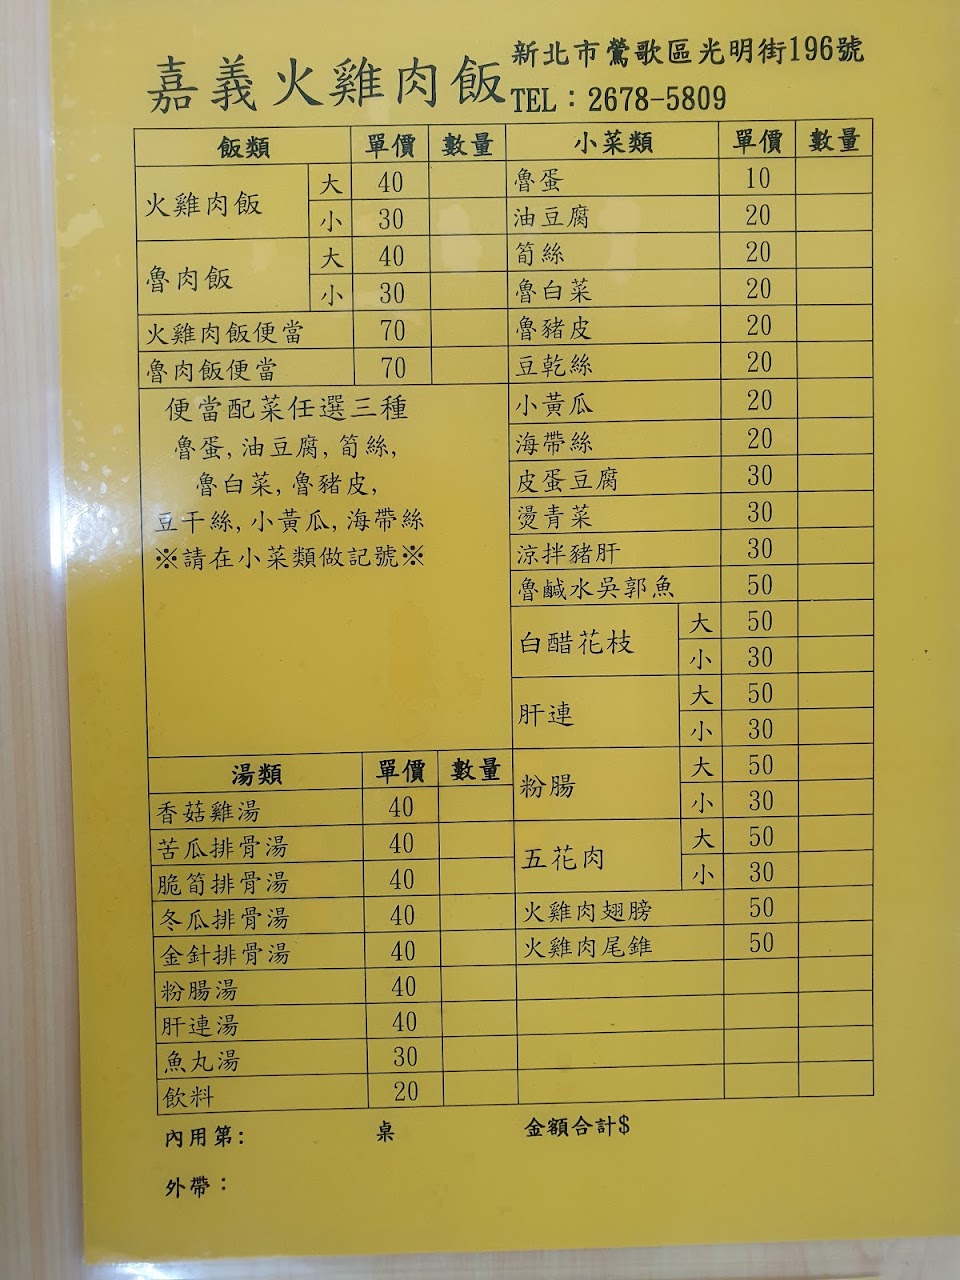 嘉義火雞肉飯
新北市鶯歌區光明街196號
TEL：2678-5809
飯類 單價 數量
火雞肉飯 大 40
小 30
魯肉飯 大 40
小 30
火雞肉飯便當 70
魯肉飯便當 70
便當配菜任選三種
魯蛋,油豆腐,筍絲,
魯白菜,魯豬皮,
豆干絲,小黃瓜,海帶絲
※請在小菜類做記號※
湯類 單價 數量
香菇雞湯 40
苦瓜排骨湯 40
脆筍排骨湯 40
冬瓜排骨湯 40
金針排骨湯 40
粉腸湯 40
肝連湯 40
魚丸湯 30
飲料 20
小菜類 單價 數量
魯蛋 10
油豆腐 20
筍絲 20
魯白菜 20
魯豬皮 20
豆乾絲 20
小黃瓜 20
海帶絲 20
皮蛋豆腐 30
燙青菜 30
涼拌豬肝 30
魯鹹水吳郭魚 50
白醋花枝 大 50
小 30
肝連 大 50
小 30
粉腸 大 50
小 30
五花肉 大 50
小 30
火雞肉翅膀 50
火雞肉尾錐 50
內用第: 桌 金額合計$
外帶：